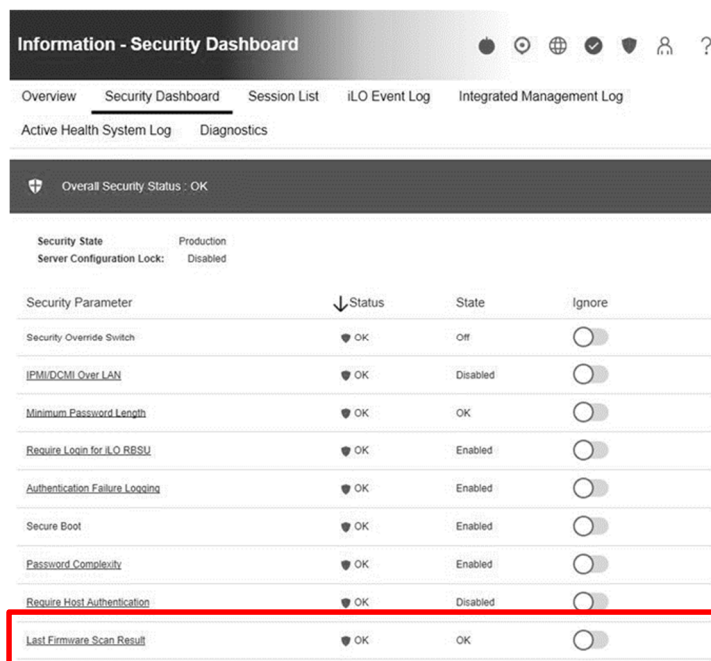 Information - Security Dashboard
?
Overview Security Dashboard Session List iLO Event Log Integrated Management Log
Active Health System Log Diagnostics
Overall Security Status : OK
Security State Production
Server Configuration Lock: Disabled
Security Parameter Status State Ignore
Security Override Switch OK Off
IPMI/DCMI Over LAN OK Disabled
Minimum Password Length OK OK
Require Login for iLO RBSU OK Enabled
Authentication Failure Logging OK Enabled
Secure Boot OK Enabled
Password Complexity OK Enabled
Require Host Authentication OK Disabled
Last Firmware Scan Result OK OK